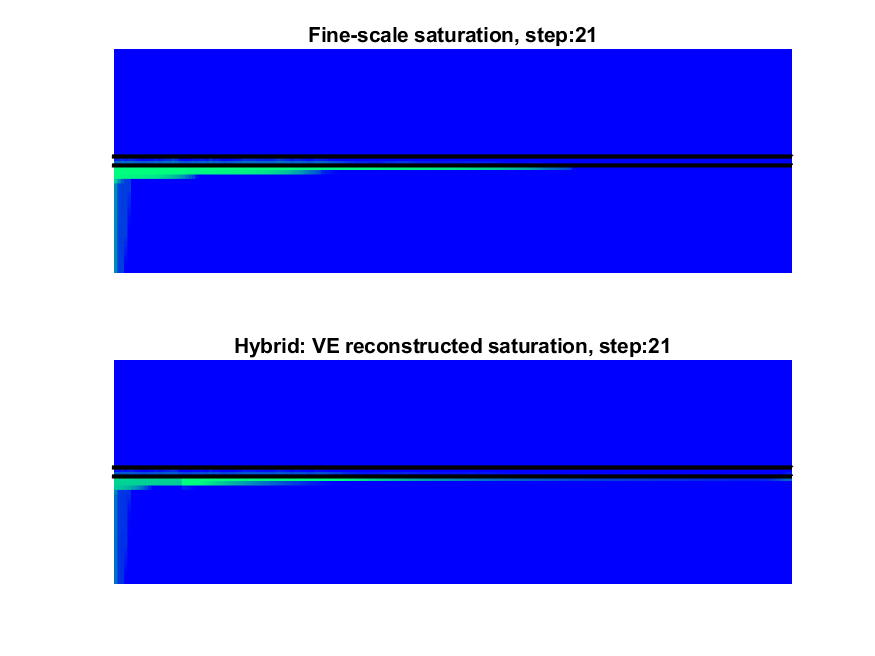 Fine-scale saturation, step:21
Hybrid: VE reconstructed saturation, step:21